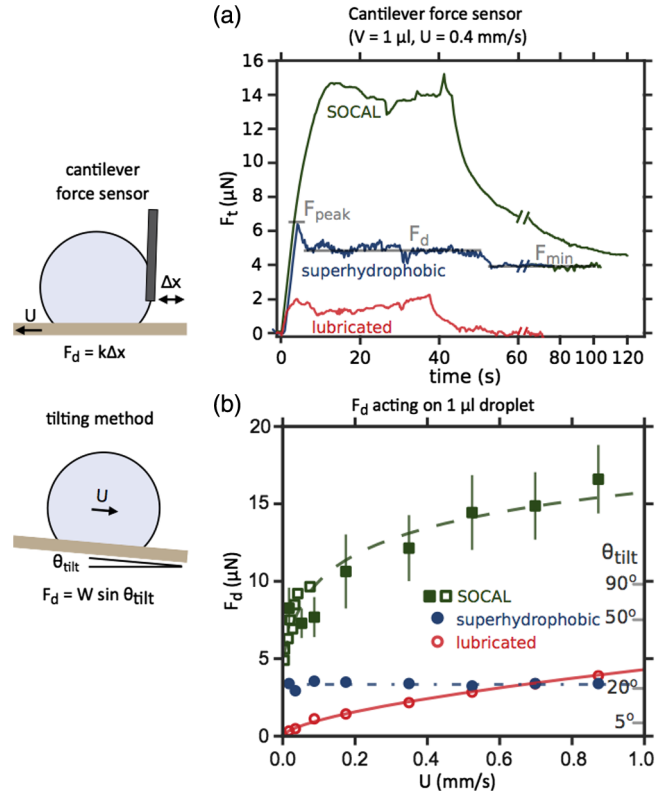 (a)
Cantilever force sensor
(V = 1 µl, U = 0.4 mm/s)
cantilever
force sensor
Δx
U
F_d = kΔx
16
14
12
10
8
6
4
2
0
F_t (µN)
SOCAL
F_peak
F_d
superhydrophobic
F_min
lubricated
0
20
40
60
80
100
120
time (s)
(b)
F_d acting on 1 µl droplet
tilting method
U
θ_tilt
F_d = W sin θ_tilt
20
15
10
5
0
F_d (µN)
θ_tilt
90°
50°
20°
5°
SOCAL
superhydrophobic
lubricated
0.0
0.2
0.4
0.6
0.8
1.0
U (mm/s)